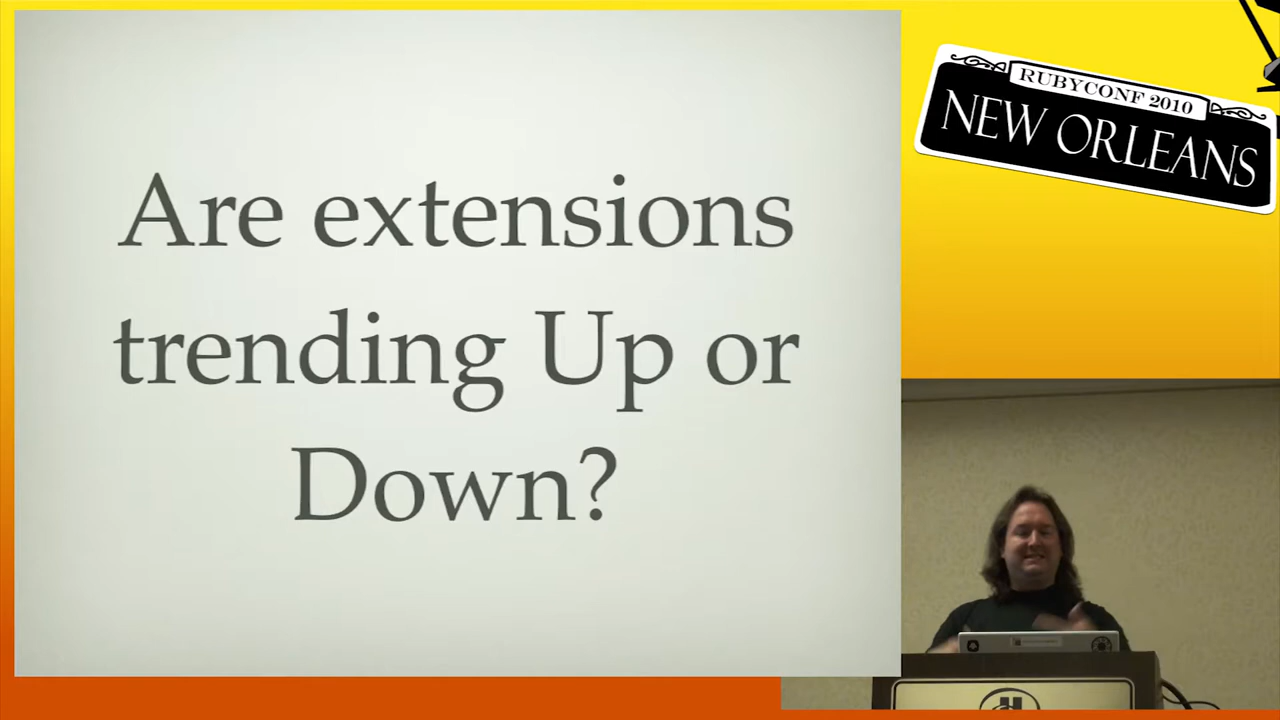 Are extensions
trending Up or
Down?
RUBYCONF 2010
NEW ORLEANS